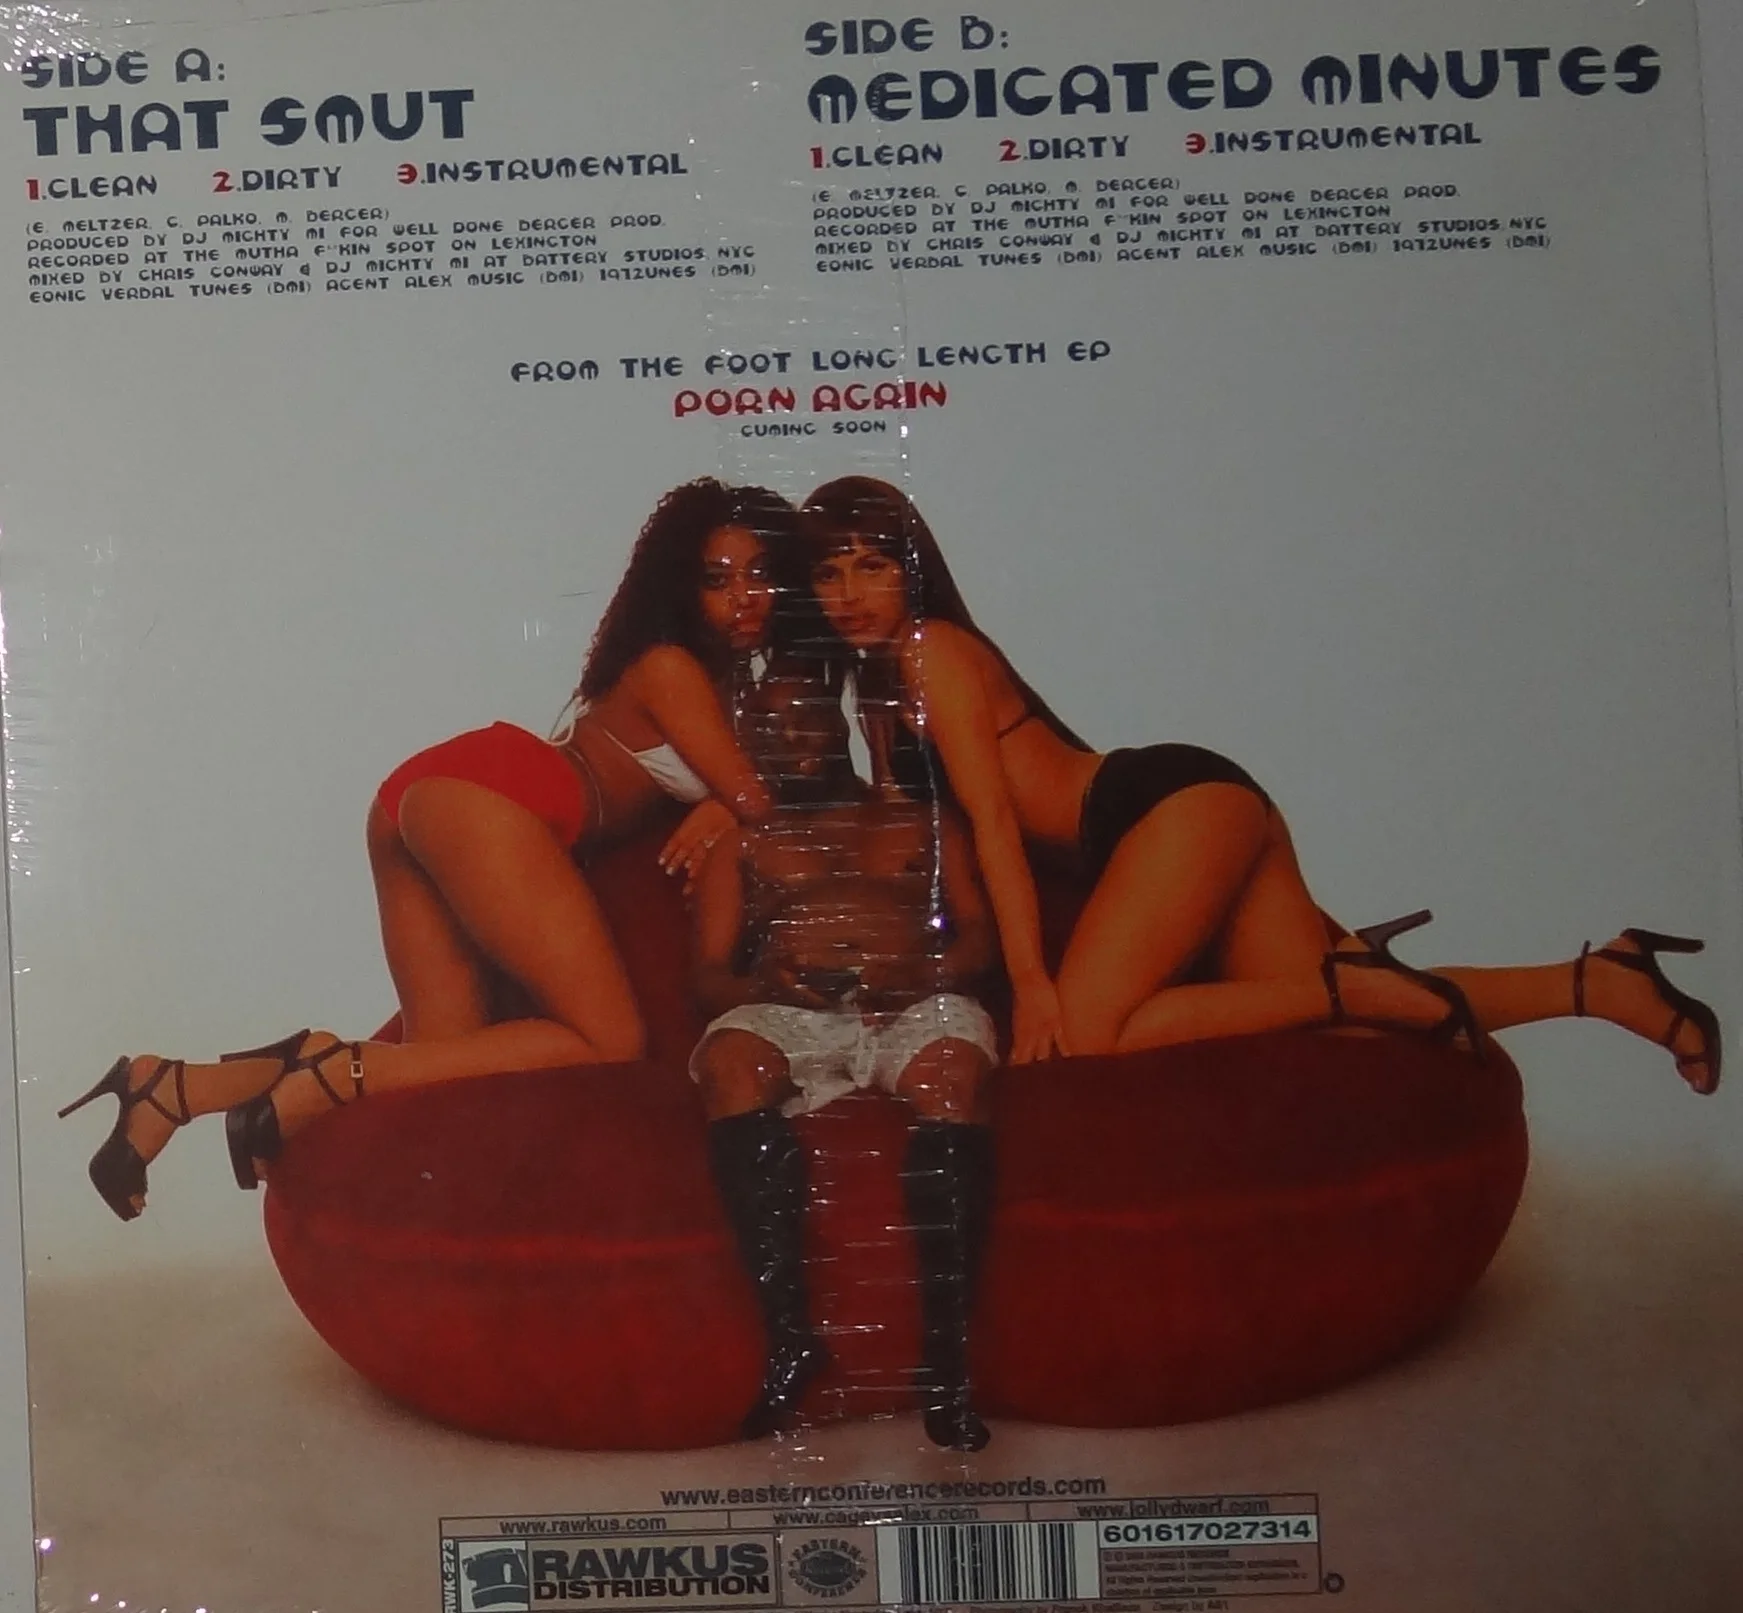 SIDE A:
THAT SMUT
1.CLEAN 2.DIRTY 3.INSTRUMENTAL
(E. MELTZER, C. PALKO, M. BERGER)
PRODUCED BY DJ MIGHTY MI FOR WELL DONE BERGER PROD.
RECORDED AT THE MUTHA F**KIN SPOT ON LEXINGTON
MIXED BY CHRIS CONWAY & DJ MIGHTY MI AT BATTERY STUDIOS, NYC
EONIC VERBAL TUNES (BMI) AGENT ALEX MUSIC (BMI) 1972UNES (BMI)
SIDE B:
MEDICATED MINUTES
1.CLEAN 2.DIRTY 3.INSTRUMENTAL
(E. MELTZER, C. PALKO, M. BERGER)
PRODUCED BY DJ MIGHTY MI FOR WELL DONE BERGER PROD.
RECORDED AT THE MUTHA F**KIN SPOT ON LEXINGTON
MIXED BY CHRIS CONWAY & DJ MIGHTY MI AT BATTERY STUDIOS, NYC
EONIC VERBAL TUNES (BMI) AGENT ALEX MUSIC (BMI) 1972UNES (BMI)
FROM THE FOOT LONG LENGTH EP
PORN AGAIN
CUMING SOON
www.easternconferencerecords.com
www.rawkus.com www.jollydwarf.com
RWK-273
RAWKUS
DISTRIBUTION
EASTERN
CONFERENCE
601617027314